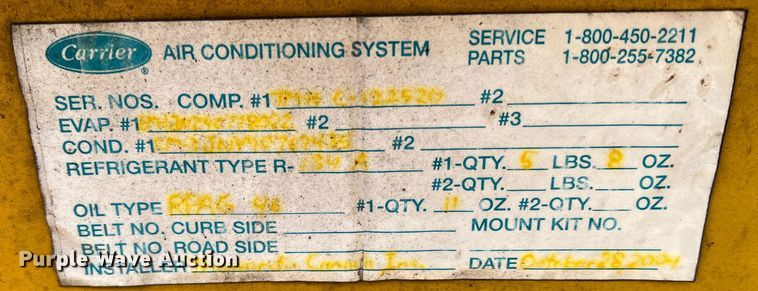 Carrier AIR CONDITIONING SYSTEM SERVICE 1-800-450-2211
PARTS 1-800-255-7382
SER. NOS. COMP. #1 #2
EVAP. #1 #2 #3
COND. #1 #2
REFRIGERANT TYPE R- 134 A #1-QTY. 5 LBS. 8 OZ.
#2-QTY. LBS. OZ.
OIL TYPE #1-QTY. 11 OZ. #2-QTY. OZ.
BELT NO. CURB SIDE MOUNT KIT NO.
BELT NO. ROAD SIDE
INSTALLER DATE October 28, 2004
Purple Wave Auction